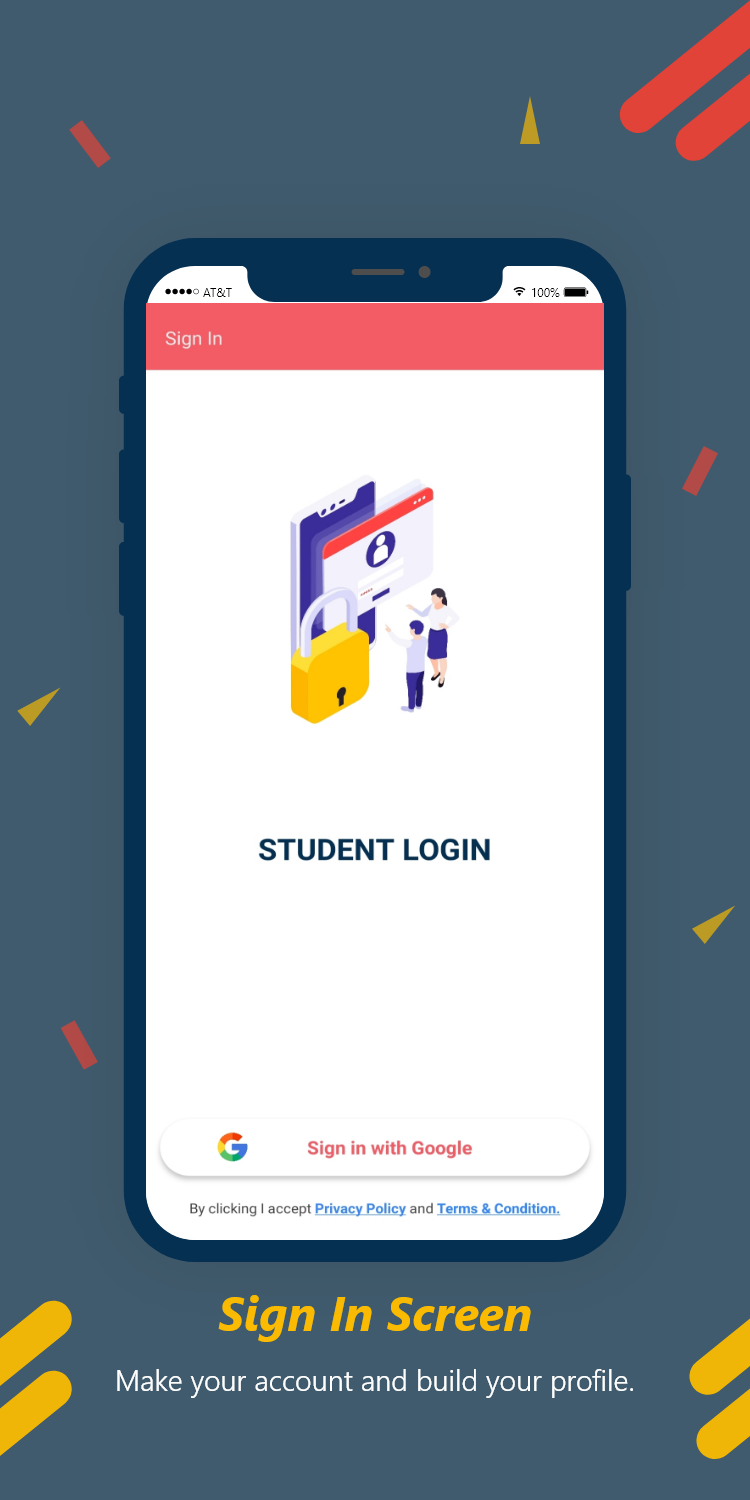 AT&T
100%
Sign In
STUDENT LOGIN
Sign in with Google
By clicking I accept Privacy Policy and Terms & Condition.
Sign In Screen
Make your account and build your profile.